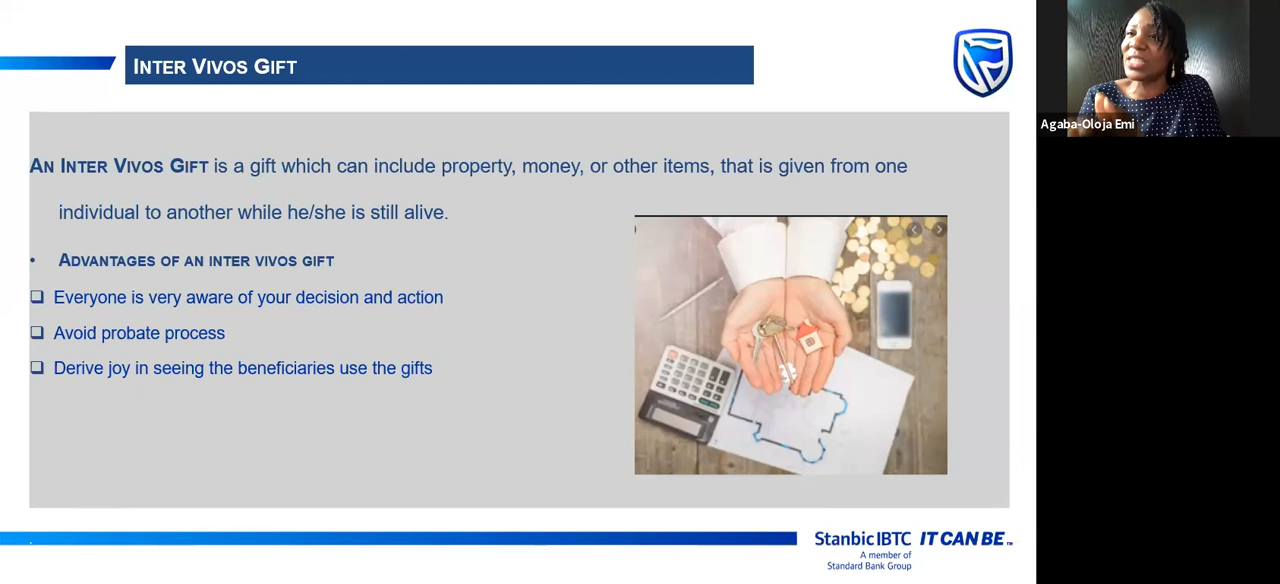 INTER VIVOS GIFT
Agaba-Oloja Emi
AN INTER VIVOS GIFT is a gift which can include property, money, or other items, that is given from one
individual to another while he/she is still alive.
• ADVANTAGES OF AN INTER VIVOS GIFT
❑ Everyone is very aware of your decision and action
❑ Avoid probate process
❑ Derive joy in seeing the beneficiaries use the gifts
Stanbic IBTC IT CAN BE™
A member of
Standard Bank Group